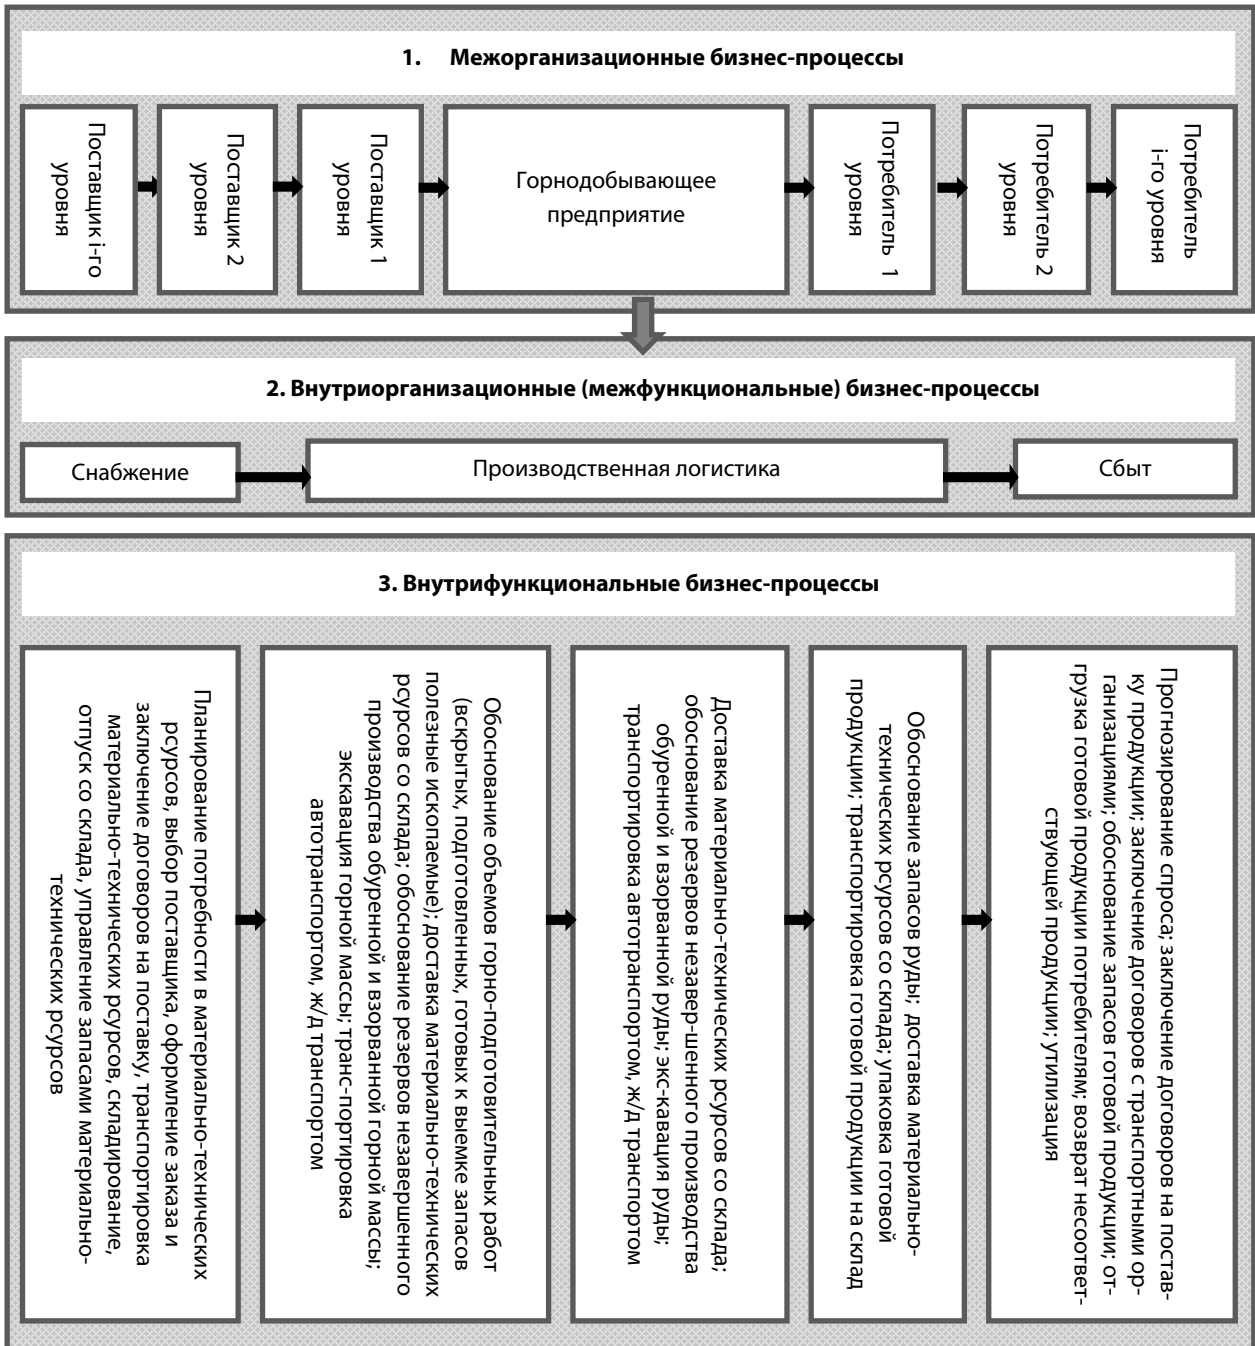 1. Межорганизационные бизнес-процессы
Поставщик i-го
уровня
Поставщик 2
уровня
Поставщик 1
уровня
Горнодобывающее
предприятие
Потребитель 1
уровня
Потребитель 2
уровня
Потребитель
i-го уровня
2. Внутриорганизационные (межфункциональные) бизнес-процессы
Снабжение
Производственная логистика
Сбыт
3. Внутрифункциональные бизнес-процессы
Планирование потребности в материально-технических
рсурсов, выбор поставщика, оформление заказа и
заключение договоров на поставку, транспортировка
материально-технических рсурсов, складирование,
отпуск со склада, управление запасами материально-
технических рсурсов
Обоснование объемов горно-подготовительных работ
(вскрытых, подготовленных, готовых к выемке запасов
полезные ископаемые); доставка материально-технических
рсурсов со склада; обоснование резервов незавершенного
производства обуренной и взорванной горной массы;
экскавация горной массы; транс-портировка
автотранспортом, ж/д транспортом
Доставка материально-технических рсурсов со склада;
обоснование резервов незавер-шенного производства
обуренной и взорванной руды; экс-кавация руды;
транспортировка автотранспортом, ж/д транспортом
Обоснование запасов руды; доставка материально-
технических рсурсов со склада; упаковка готовой
продукции; транспортировка готовой продукции на склад
Прогнозирование спроса; заключение договоров на постав-
ку продукции; заключение договоров с транспортными ор-
ганизациями; обоснование запасов готовой продукции; от-
грузка готовой продукции потребителям; возврат несоответ-
ствующей продукции; утилизация